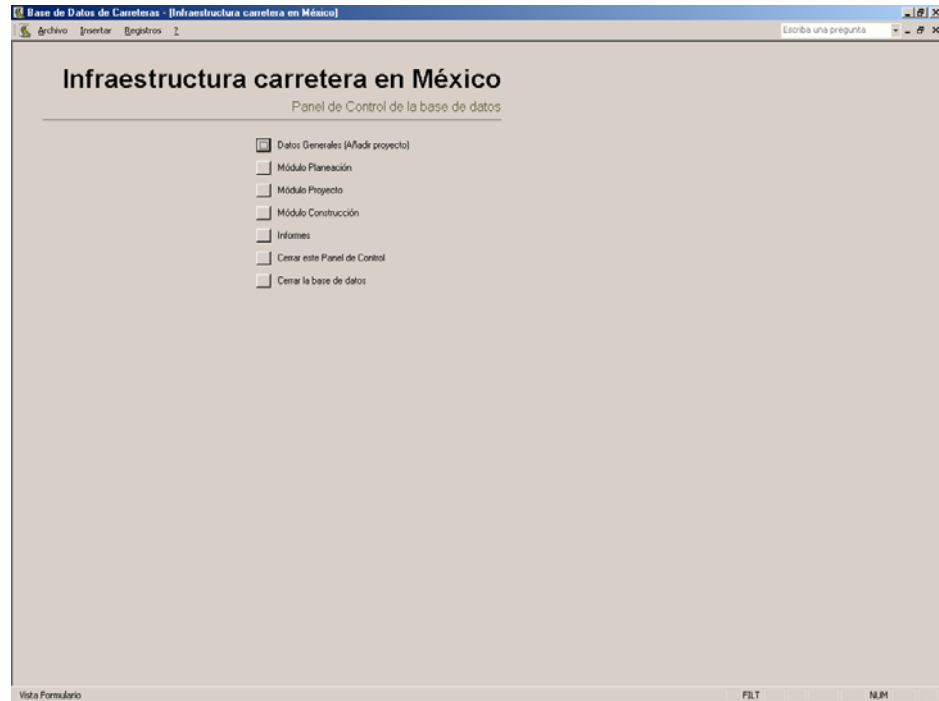 Base de Datos de Carreteras - [Infraestructura carretera en México]
Archivo Insertar Registros ? Escriba una pregunta
Infraestructura carretera en México
Panel de Control de la base de datos
Datos Generales (Añadir proyecto)
Módulo Planeación
Módulo Proyecto
Módulo Construcción
Informes
Cerrar este Panel de Control
Cerrar la base de datos
Vista Formulario FILT NUM